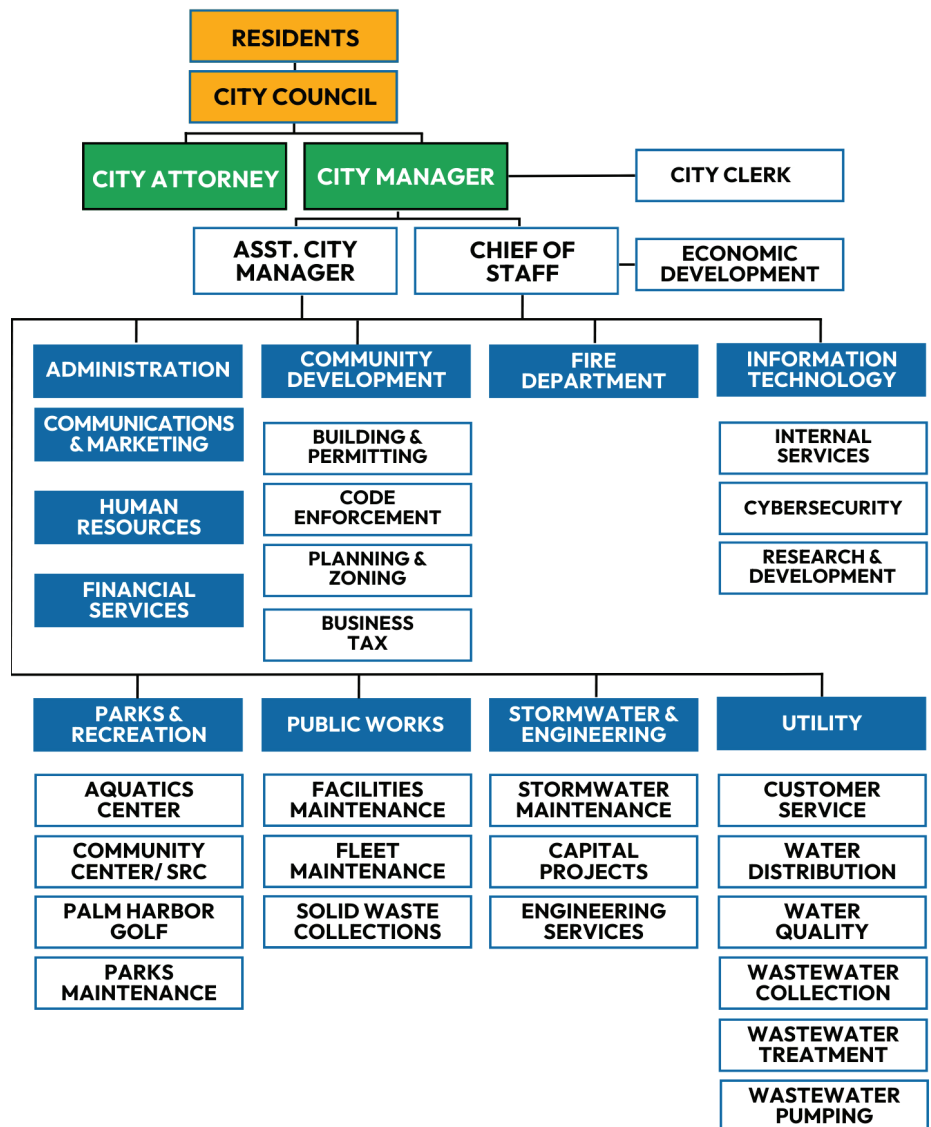 RESIDENTS
CITY COUNCIL
CITY ATTORNEY
CITY MANAGER
CITY CLERK
ASST. CITY
MANAGER
CHIEF OF
STAFF
ECONOMIC
DEVELOPMENT
ADMINISTRATION
COMMUNICATIONS
& MARKETING
HUMAN
RESOURCES
FINANCIAL
SERVICES
COMMUNITY
DEVELOPMENT
BUILDING &
PERMITTING
CODE
ENFORCEMENT
PLANNING &
ZONING
BUSINESS
TAX
FIRE
DEPARTMENT
INFORMATION
TECHNOLOGY
INTERNAL
SERVICES
CYBERSECURITY
RESEARCH &
DEVELOPMENT
PARKS &
RECREATION
AQUATICS
CENTER
COMMUNITY
CENTER/ SRC
PALM HARBOR
GOLF
PARKS
MAINTENANCE
PUBLIC WORKS
FACILITIES
MAINTENANCE
FLEET
MAINTENANCE
SOLID WASTE
COLLECTIONS
STORMWATER &
ENGINEERING
STORMWATER
MAINTENANCE
CAPITAL
PROJECTS
ENGINEERING
SERVICES
UTILITY
CUSTOMER
SERVICE
WATER
DISTRIBUTION
WATER
QUALITY
WASTEWATER
COLLECTION
WASTEWATER
TREATMENT
WASTEWATER
PUMPING